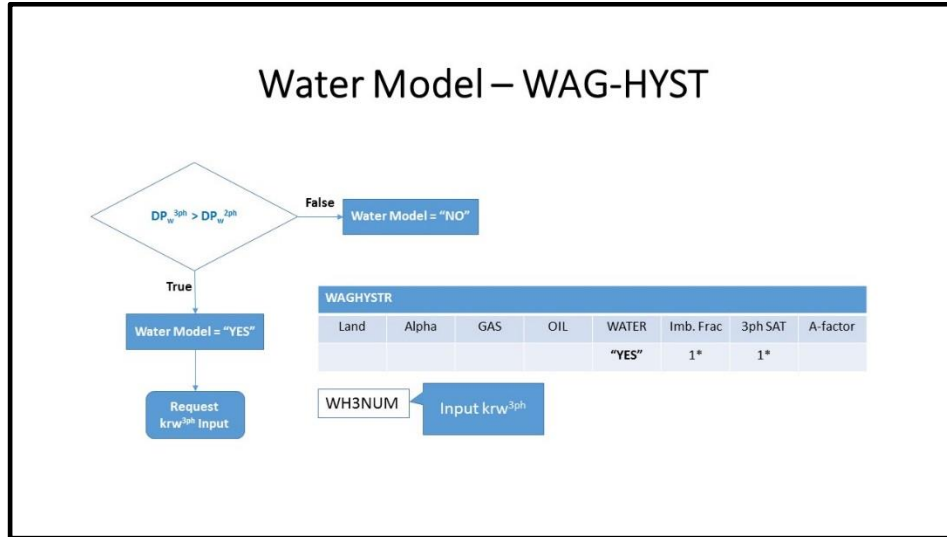 Water Model – WAG-HYST
DPw3ph > DPw2ph
False
Water Model = "NO"
True
Water Model = "YES"
Request
krw3ph Input
WAGHYSTR
Land Alpha GAS OIL WATER Imb. Frac 3ph SAT A-factor
"YES" 1* 1*
WH3NUM
Input krw3ph